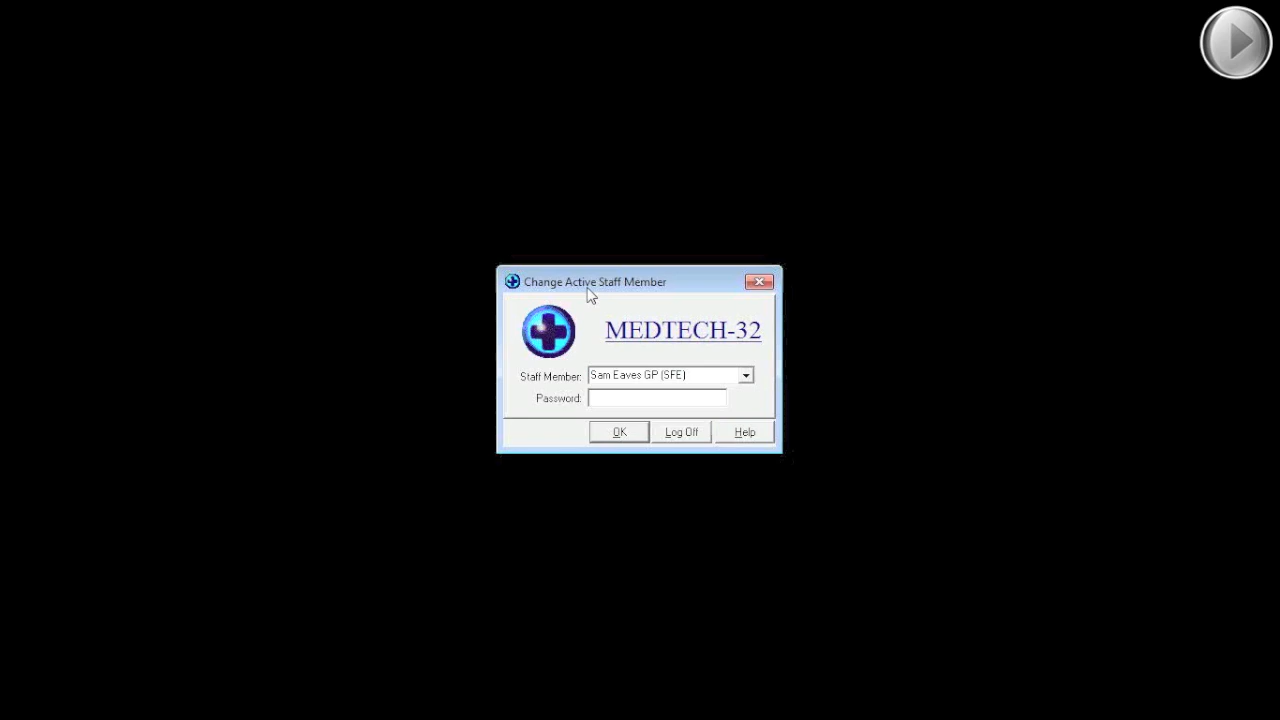 Change Active Staff Member
MEDTECH-32
Staff Member: Sam Eaves GP (SFE)
Password:
OK Log Off Help